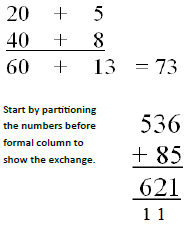 20 + 5
40 + 8
60 + 13 = 73
Start by partitioning
the numbers before
formal column to
show the exchange.
536
+ 85
621
1 1